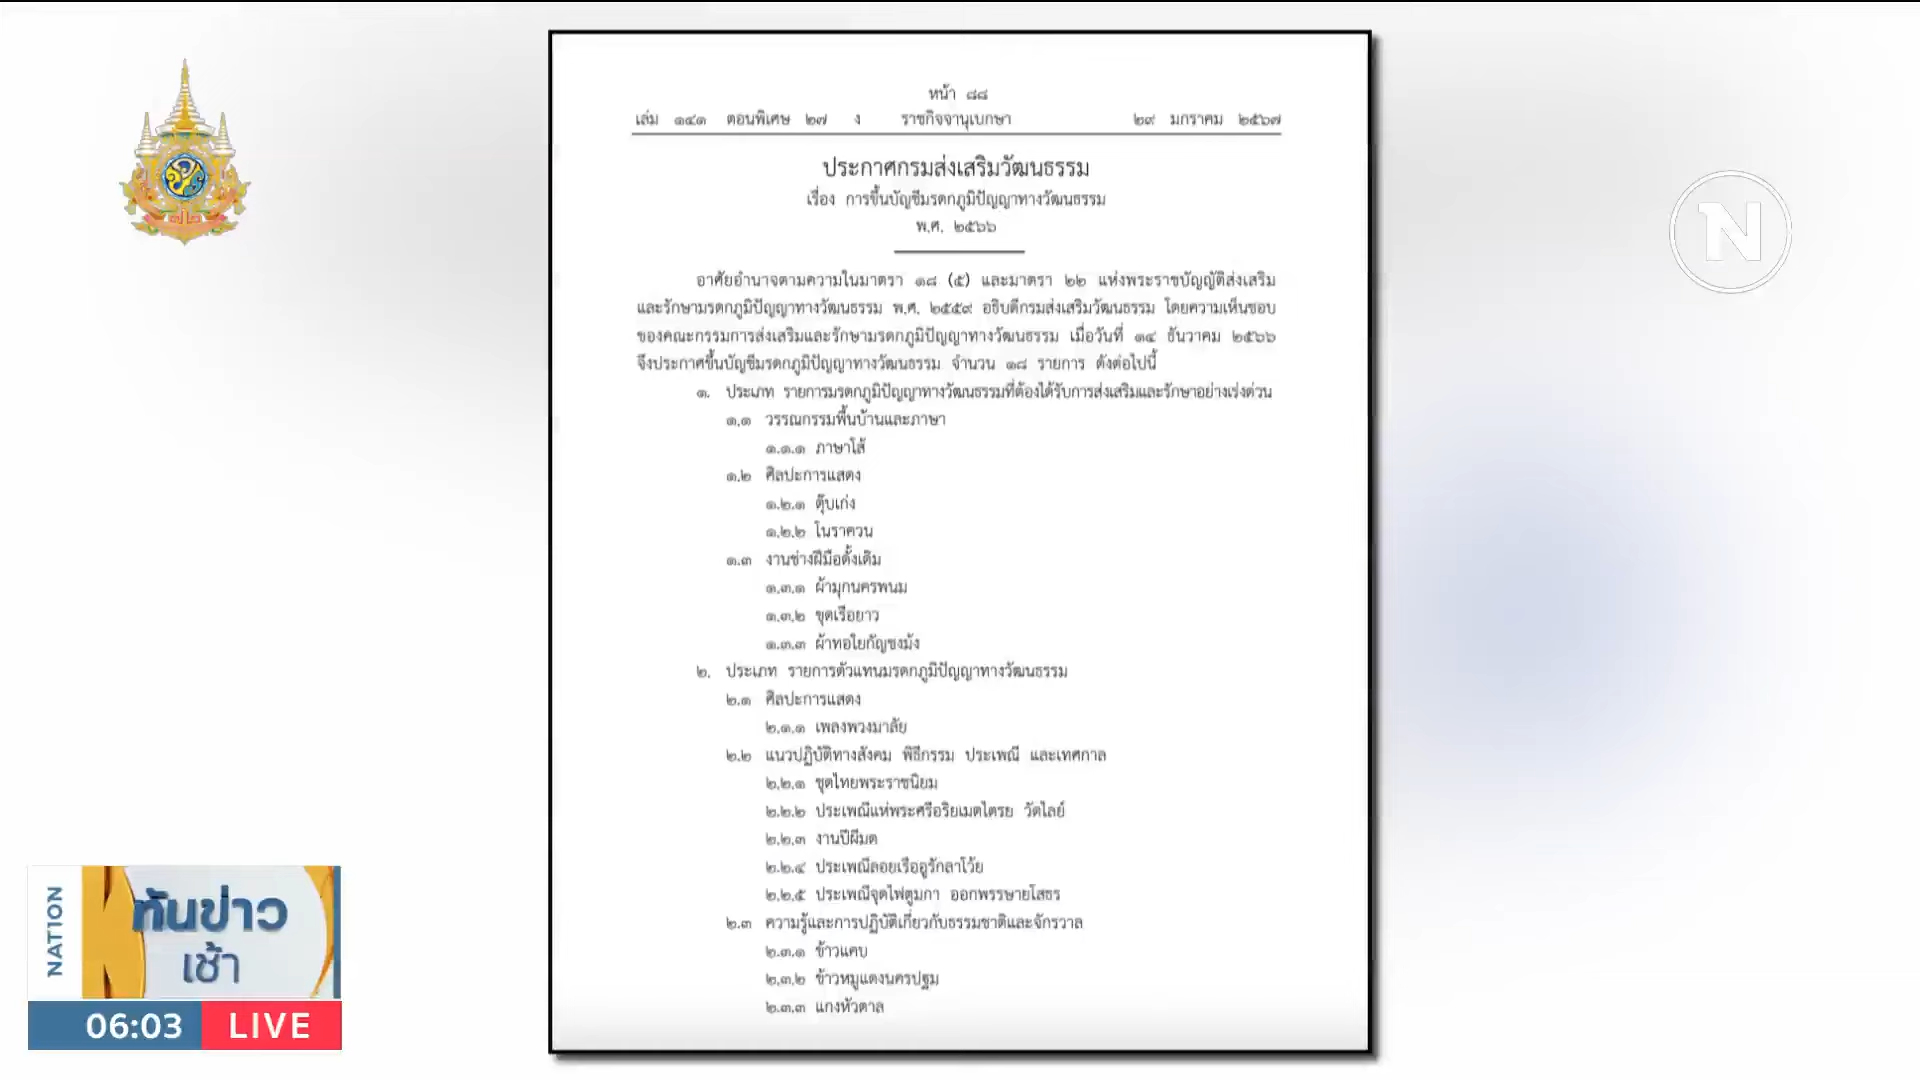 หน้า ๘๘
เล่ม ๑๔๑ ตอนพิเศษ ๒๗ ง ราชกิจจานุเบกษา ๒๙ มกราคม ๒๕๖๗
ประกาศกรมส่งเสริมวัฒนธรรม
เรื่อง การขึ้นบัญชีมรดกภูมิปัญญาทางวัฒนธรรม
พ.ศ. ๒๕๖๖
อาศัยอำนาจตามความในมาตรา ๑๘ (๕) และมาตรา ๒๒ แห่งพระราชบัญญัติส่งเสริม
และรักษามรดกภูมิปัญญาทางวัฒนธรรม พ.ศ. ๒๕๕๙ อธิบดีกรมส่งเสริมวัฒนธรรม โดยความเห็นชอบ
ของคณะกรรมการส่งเสริมและรักษามรดกภูมิปัญญาทางวัฒนธรรม เมื่อวันที่ ๑๔ ธันวาคม ๒๕๖๖
จึงประกาศขึ้นบัญชีมรดกภูมิปัญญาทางวัฒนธรรม จำนวน ๑๘ รายการ ดังต่อไปนี้
๑. ประเภท รายการมรดกภูมิปัญญาทางวัฒนธรรมที่ต้องได้รับการส่งเสริมและรักษาอย่างเร่งด่วน
๑.๑ วรรณกรรมพื้นบ้านและภาษา
๑.๑.๑ ภาษาโส้
๑.๒ ศิลปะการแสดง
๑.๒.๑ ตุ๊บเก่ง
๑.๒.๒ โนราควน
๑.๓ งานช่างฝีมือดั้งเดิม
๑.๓.๑ ผ้ามุกนครพนม
๑.๓.๒ ขุดเรือยาว
๑.๓.๓ ผ้าทอใยกัญชงม้ง
๒. ประเภท รายการตัวแทนมรดกภูมิปัญญาทางวัฒนธรรม
๒.๑ ศิลปะการแสดง
๒.๑.๑ เพลงพวงมาลัย
๒.๒ แนวปฏิบัติทางสังคม พิธีกรรม ประเพณี และเทศกาล
๒.๒.๑ ชุดไทยพระราชนิยม
๒.๒.๒ ประเพณีแห่พระศรีอริยเมตไตรย วัดไลย์
๒.๒.๓ งานปีผีมด
๒.๒.๔ ประเพณีลอยเรืออูรักลาโว้ย
๒.๒.๕ ประเพณีจุดไฟตูมกา ออกพรรษายโสธร
๒.๓ ความรู้และการปฏิบัติเกี่ยวกับธรรมชาติและจักรวาล
๒.๓.๑ ข้าวแคบ
๒.๓.๒ ข้าวหมูแดงนครปฐม
๒.๓.๓ แกงหัวตาล
๗๒
N
NATION
ทันข่าว
เช้า
06:03 LIVE